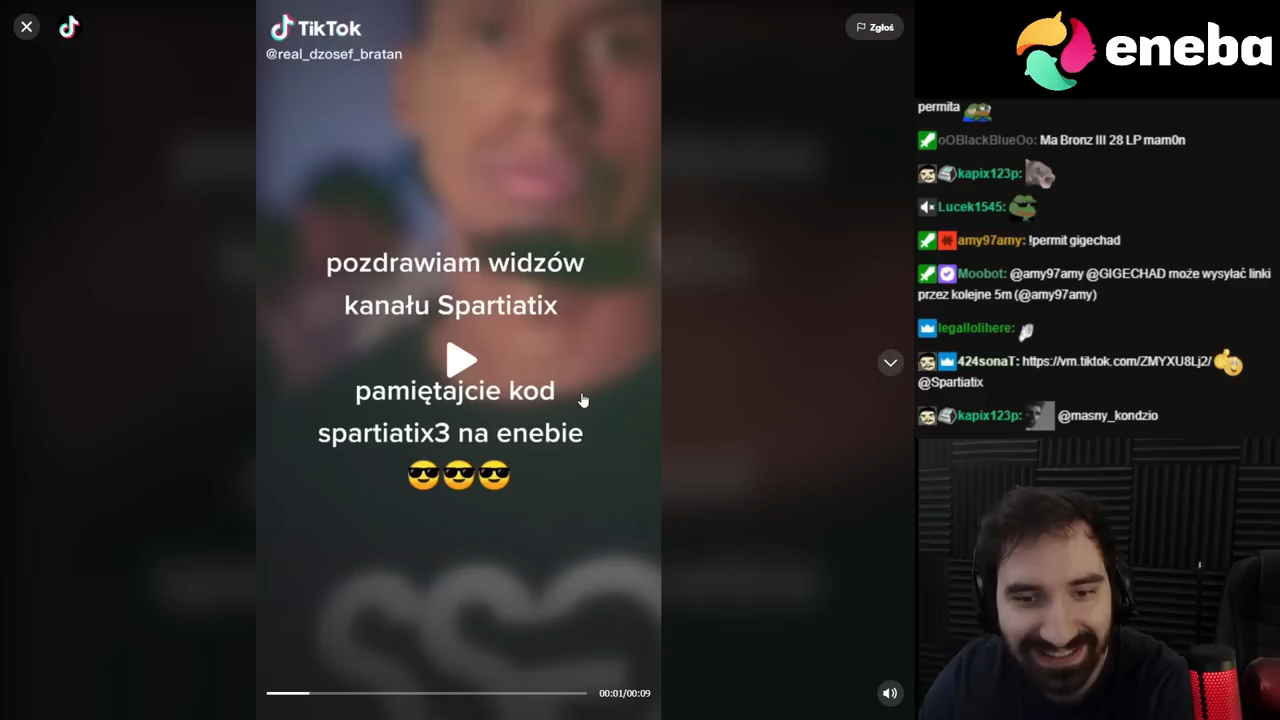 TikTok
@real_dzosef_bratan
Zgłoś
pozdrawiam widzów
kanału Spartiatix
pamiętajcie kod
spartiatix3 na enebie
😎😎😎
00:01/00:09
eneba
permita
oOBlackBlueOo: Ma Bronz III 28 LP mam0n
kapix123p:
Lucek1545:
amy97amy: !permit gigechad
Moobot: @amy97amy @GIGECHAD może wysyłać linki
przez kolejne 5m (@amy97amy)
legallolihere:
424sonaT: https://vm.tiktok.com/ZMYXU8Lj2/
@Spartiatix
kapix123p: @masny_kondzio